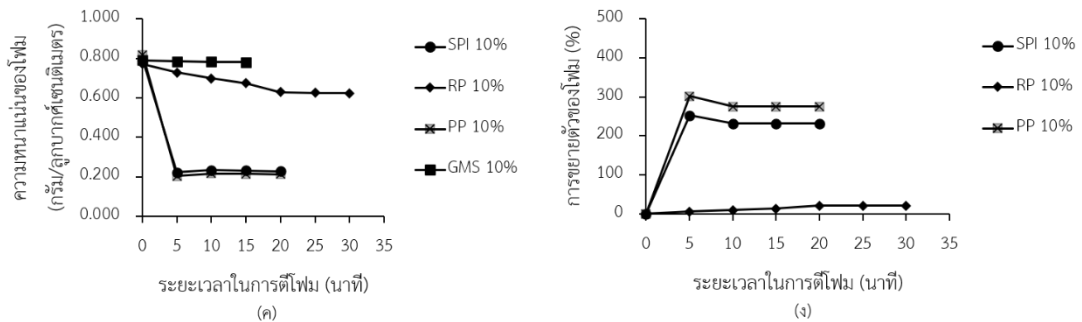 ความหนาแน่นของโฟม
(กรัม/ลูกบาศก์เซนติเมตร)
1.000
0.800
0.600
0.400
0.200
0.000
0 5 10 15 20 25 30 35
ระยะเวลาในการตีโฟม (นาที)
(ค)
SPI 10%
RP 10%
PP 10%
GMS 10%
การขยายตัวของโฟม (%)
500
400
300
200
100
0
0 5 10 15 20 25 30 35
ระยะเวลาในการตีโฟม (นาที)
(ง)
SPI 10%
RP 10%
PP 10%